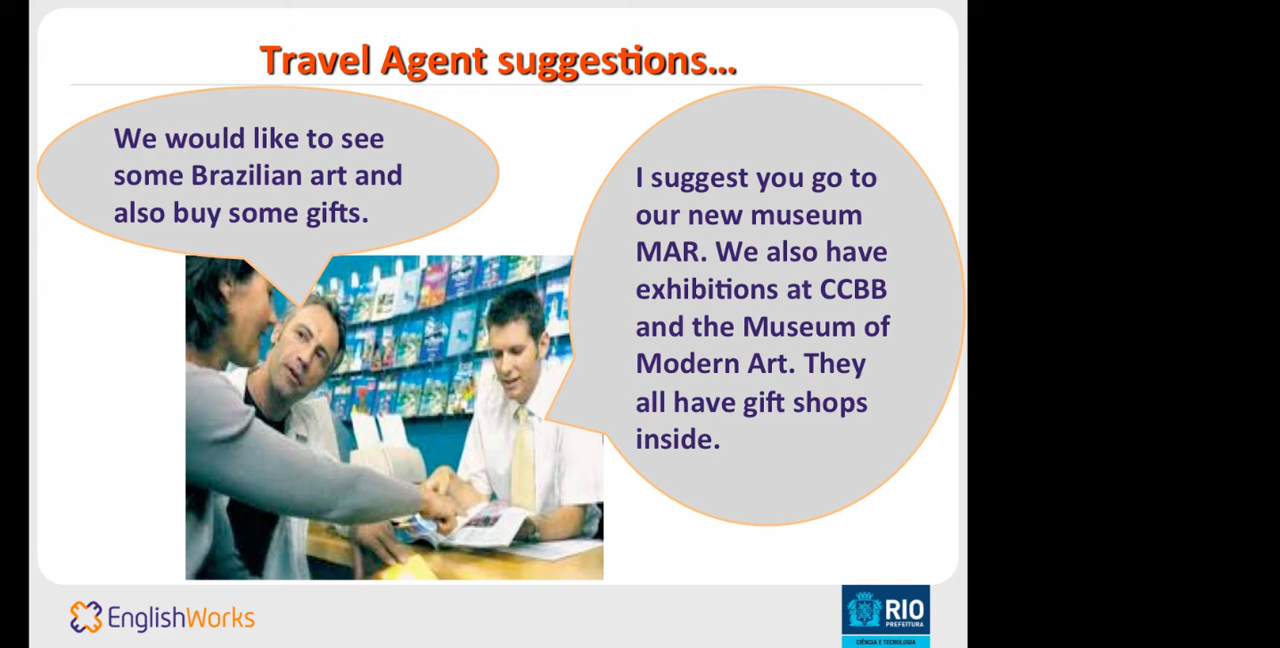 Travel Agent suggestions...
We would like to see
some Brazilian art and
also buy some gifts.
I suggest you go to
our new museum
MAR. We also have
exhibitions at CCBB
and the Museum of
Modern Art. They
all have gift shops
inside.
EnglishWorks
RIO
PREFEITURA
CIÊNCIA E TECNOLOGIA